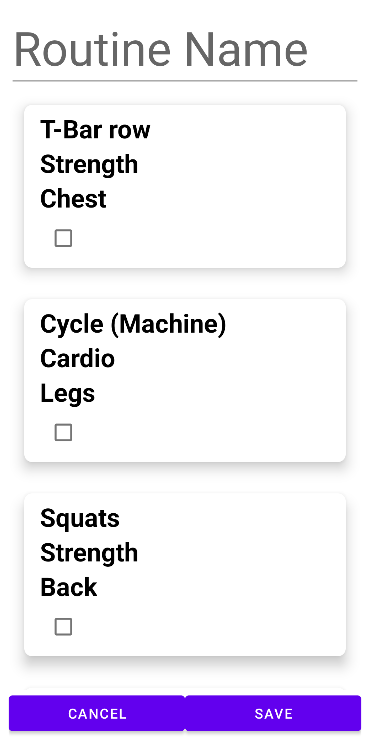 Routine Name
T-Bar row
Strength
Chest
Cycle (Machine)
Cardio
Legs
Squats
Strength
Back
CANCEL SAVE